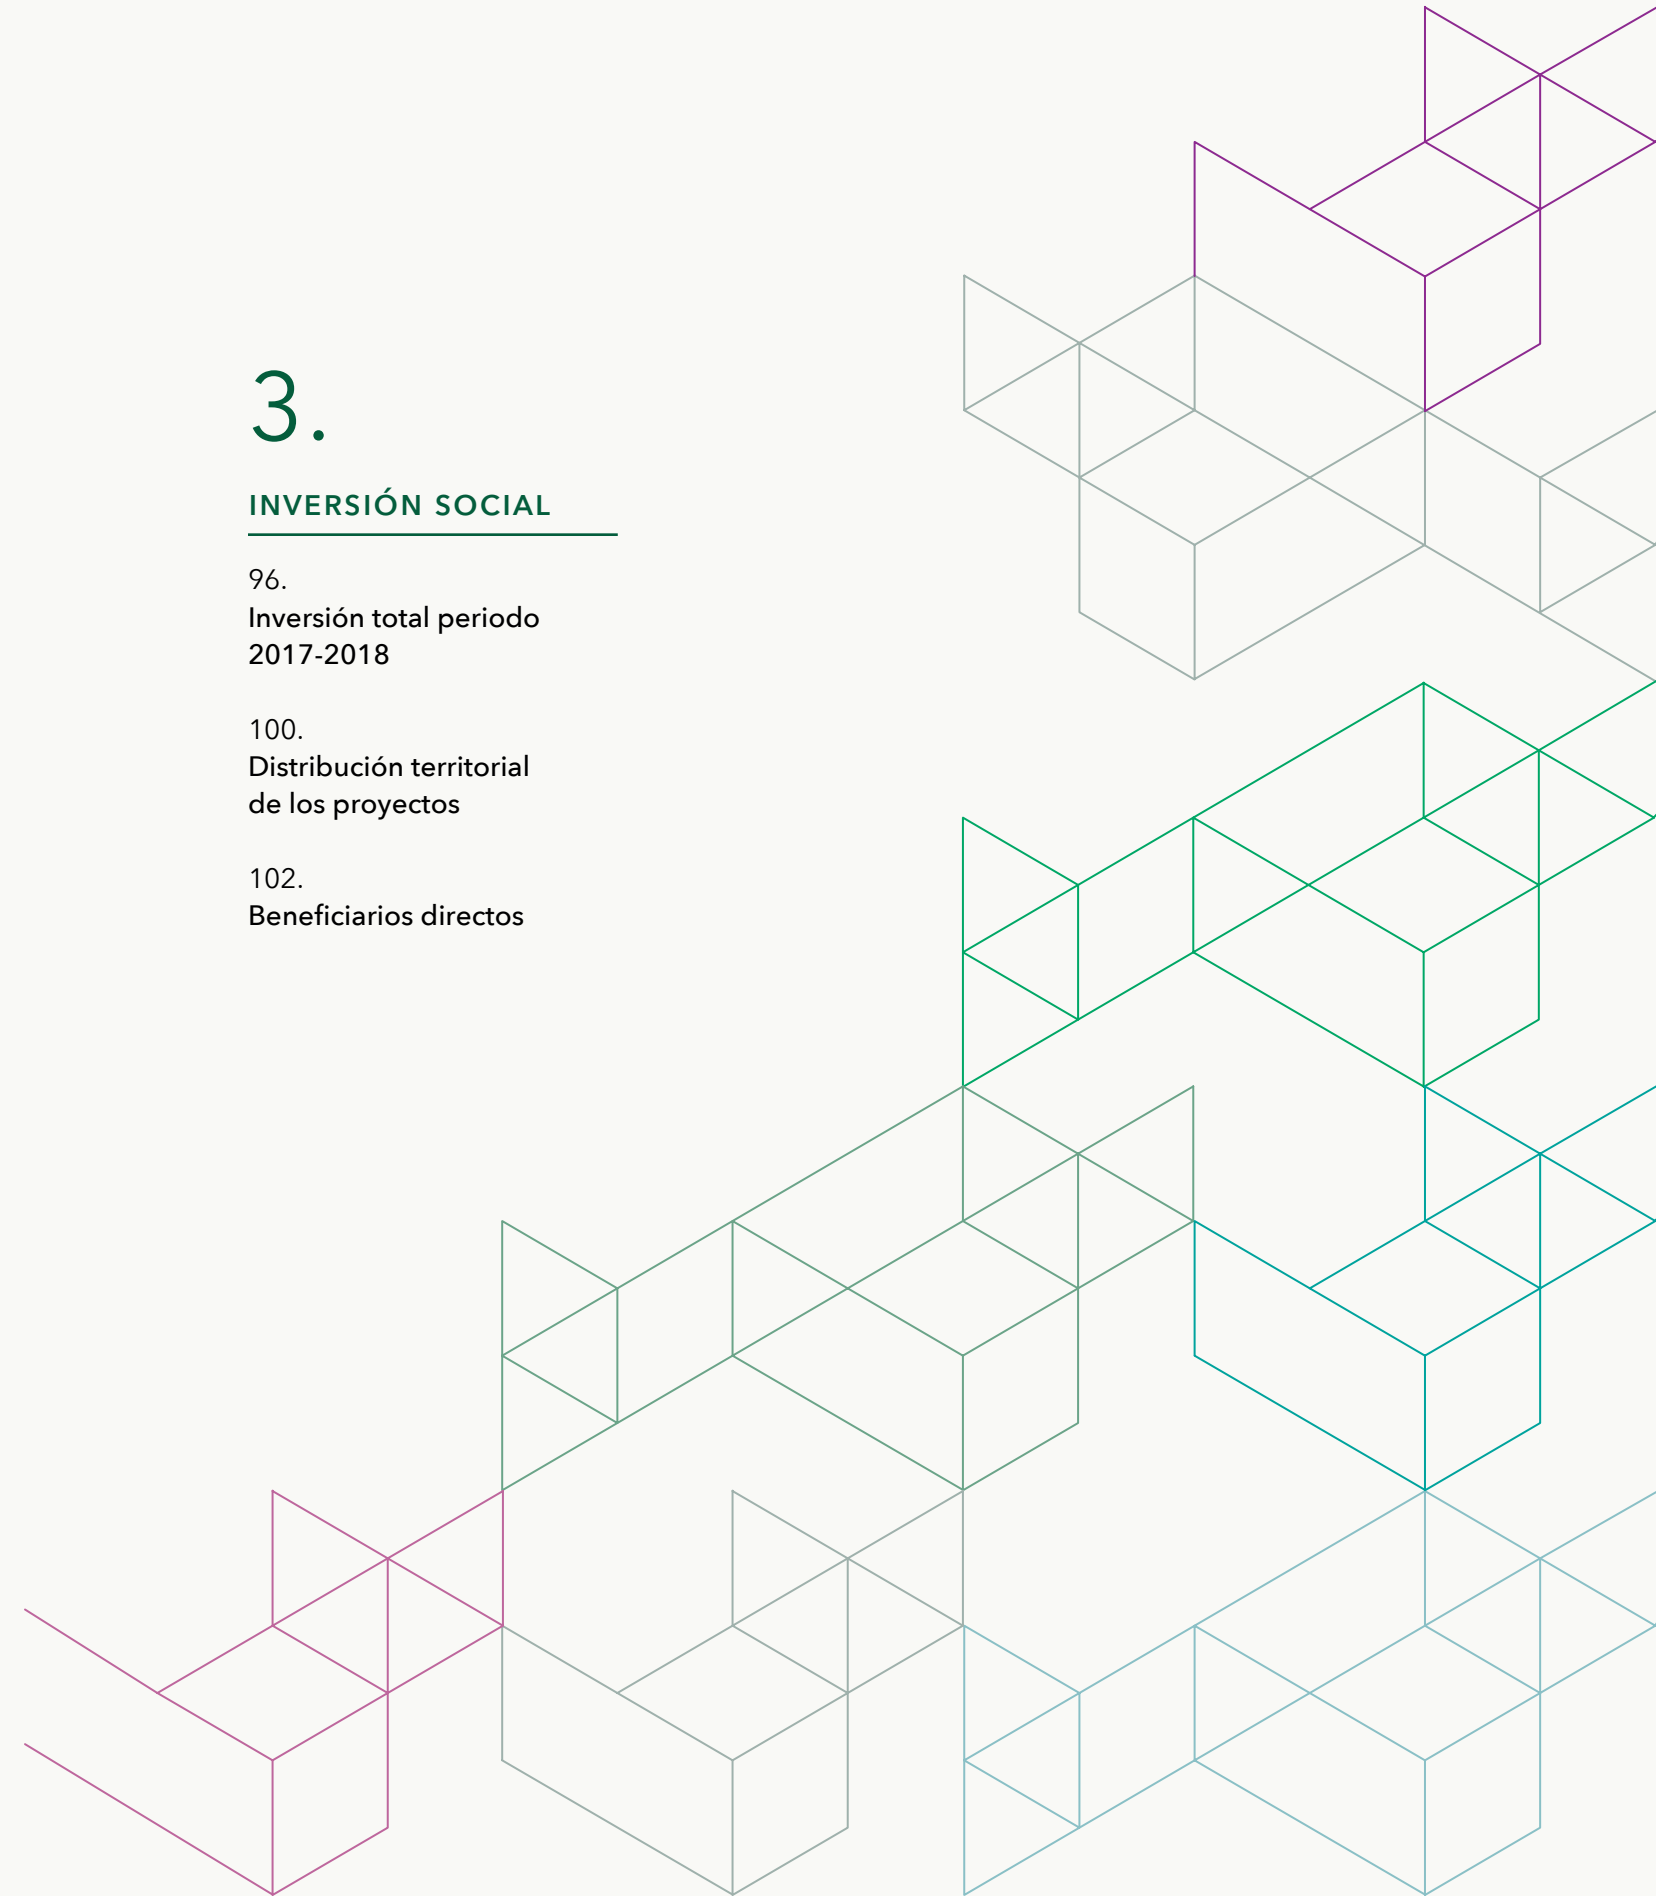 3.
INVERSIÓN SOCIAL
96.
Inversión total periodo
2017-2018
100.
Distribución territorial
de los proyectos
102.
Beneficiarios directos